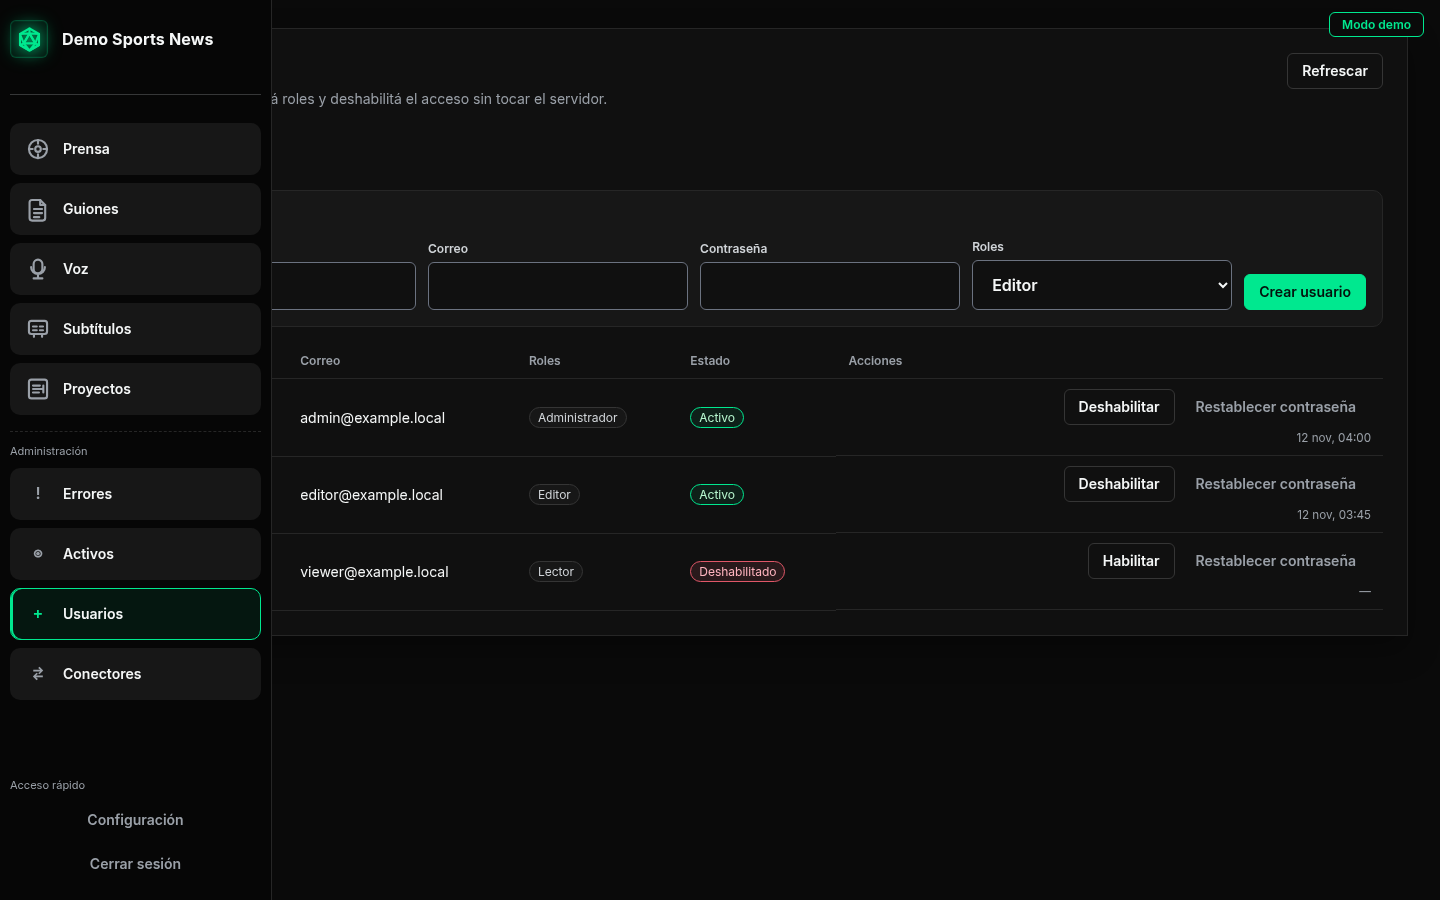 Demo Sports News
Prensa
Guiones
Voz
Subtítulos
Proyectos
Administración
! Errores
Activos
+ Usuarios
Conectores
Acceso rápido
Configuración
Cerrar sesión
Modo demo
Refrescar
á roles y deshabilitá el acceso sin tocar el servidor.
Correo Contraseña Roles
Editor
Crear usuario
Correo Roles Estado Acciones
admin@example.local Administrador Activo Deshabilitar Restablecer contraseña
12 nov, 04:00
editor@example.local Editor Activo Deshabilitar Restablecer contraseña
12 nov, 03:45
viewer@example.local Lector Deshabilitado Habilitar Restablecer contraseña
—